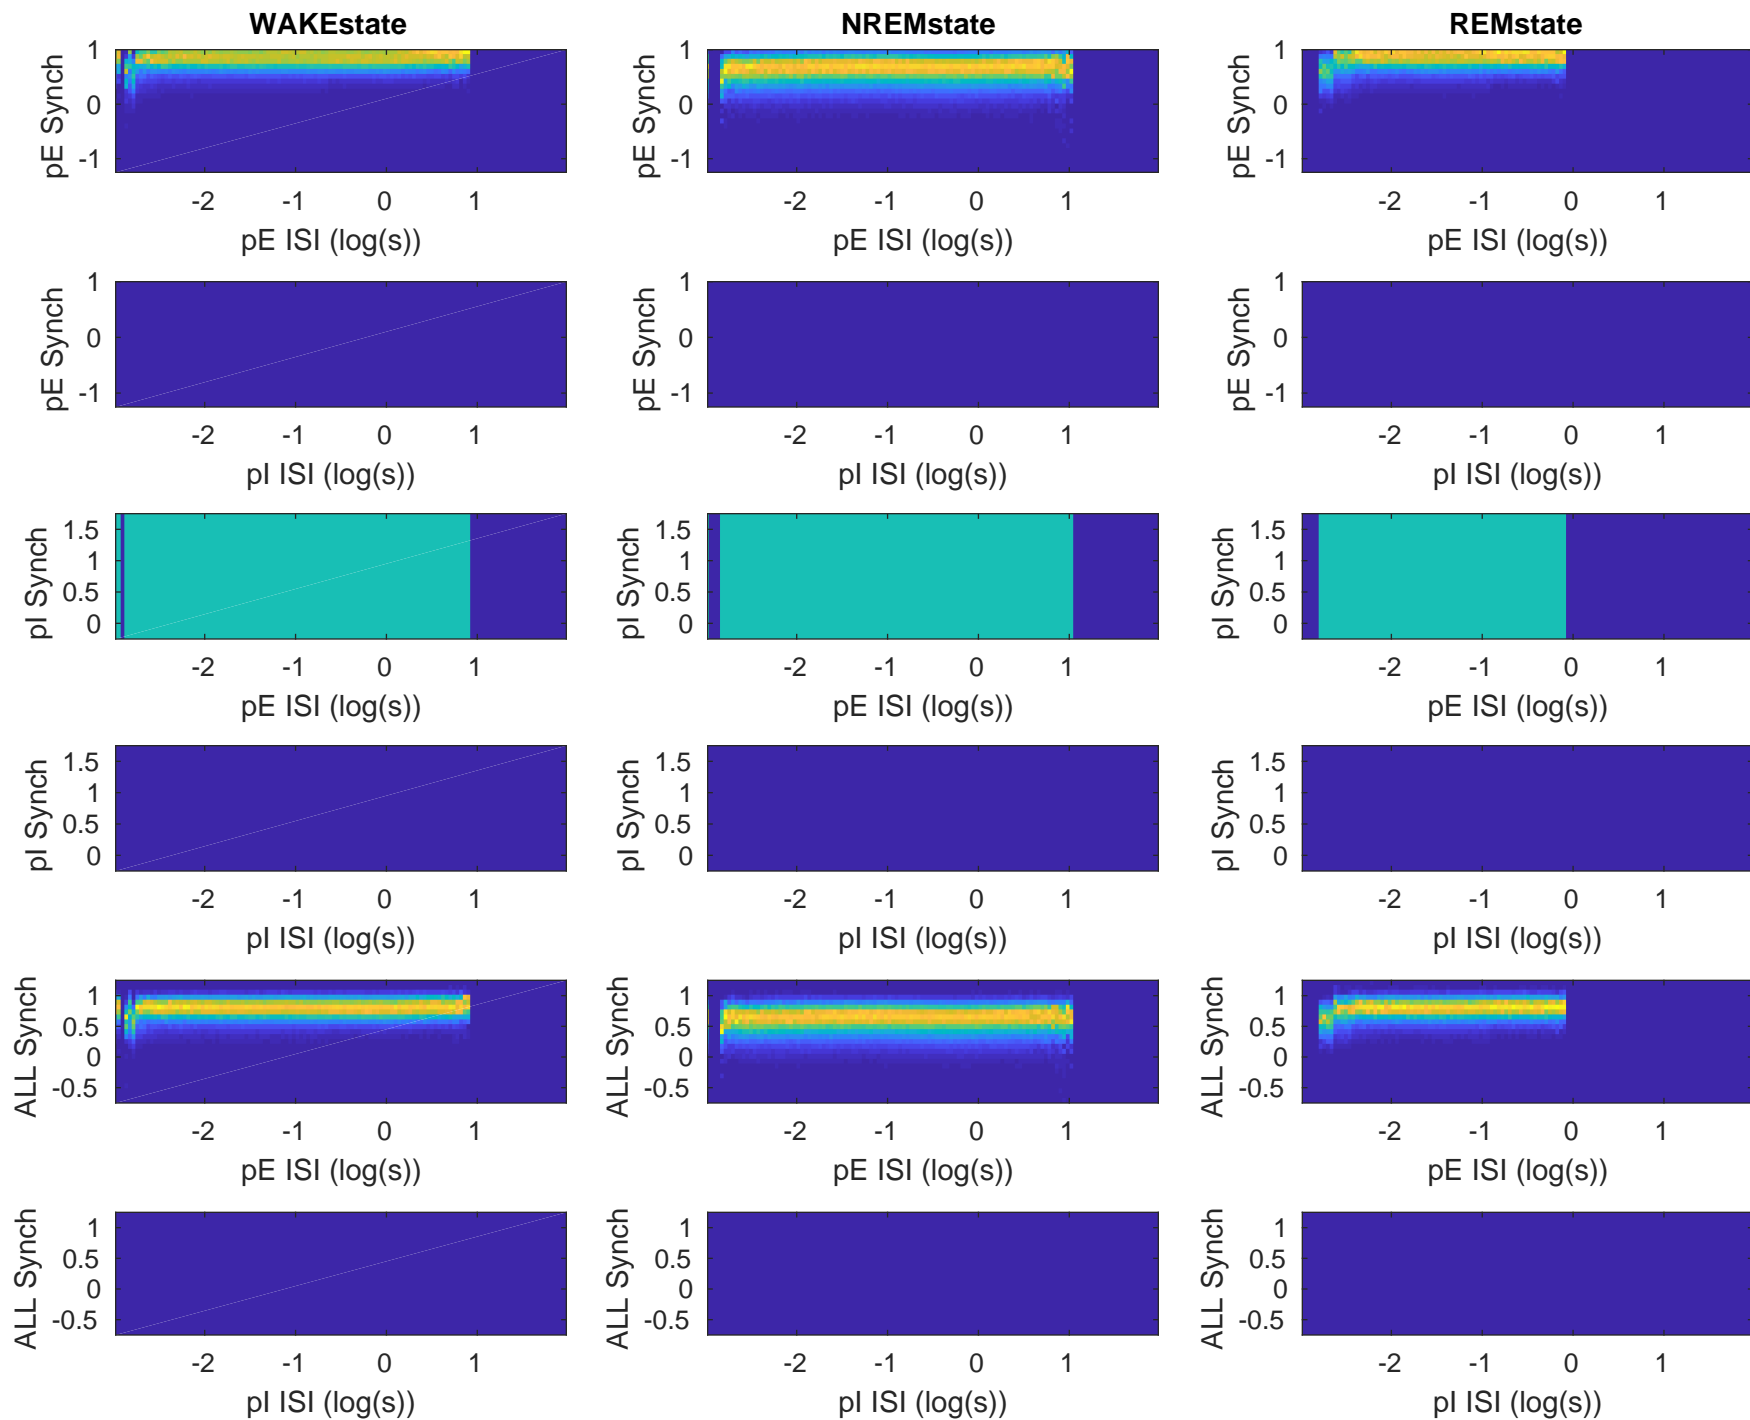 WAKEstate NREMstate REMstate
pE Synch 1 0 -1 pE Synch 1 0 -1 pE Synch 1 0 -1
-2 -1 0 1 -2 -1 0 1 -2 -1 0 1
pE ISI (log(s)) pE ISI (log(s)) pE ISI (log(s))
pE Synch 1 0 -1 pE Synch 1 0 -1 pE Synch 1 0 -1
-2 -1 0 1 -2 -1 0 1 -2 -1 0 1
pI ISI (log(s)) pI ISI (log(s)) pI ISI (log(s))
pI Synch 1.5 1 0.5 0 pI Synch 1.5 1 0.5 0 pI Synch 1.5 1 0.5 0
-2 -1 0 1 -2 -1 0 1 -2 -1 0 1
pE ISI (log(s)) pE ISI (log(s)) pE ISI (log(s))
pI Synch 1.5 1 0.5 0 pI Synch 1.5 1 0.5 0 pI Synch 1.5 1 0.5 0
-2 -1 0 1 -2 -1 0 1 -2 -1 0 1
pI ISI (log(s)) pI ISI (log(s)) pI ISI (log(s))
ALL Synch 1 0.5 0 -0.5 ALL Synch 1 0.5 0 -0.5 ALL Synch 1 0.5 0 -0.5
-2 -1 0 1 -2 -1 0 1 -2 -1 0 1
pE ISI (log(s)) pE ISI (log(s)) pE ISI (log(s))
ALL Synch 1 0.5 0 -0.5 ALL Synch 1 0.5 0 -0.5 ALL Synch 1 0.5 0 -0.5
-2 -1 0 1 -2 -1 0 1 -2 -1 0 1
pI ISI (log(s)) pI ISI (log(s)) pI ISI (log(s))